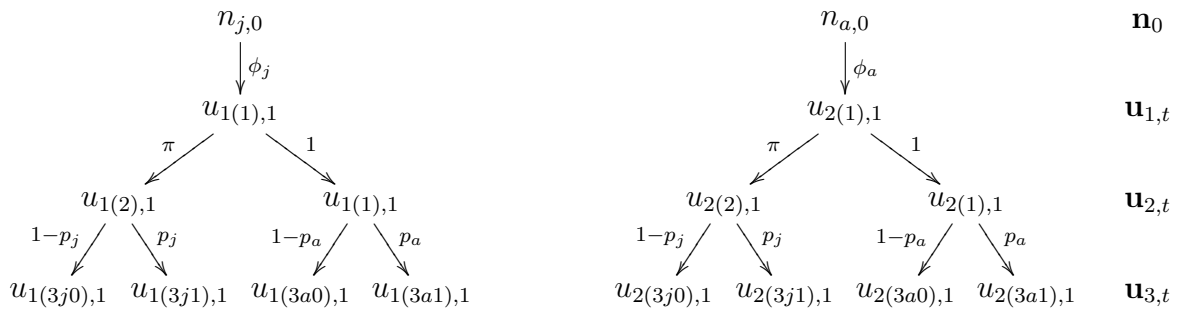 n_{j,0} n_{a,0} \mathbf{n}_0
ϕ_j ϕ_a
u_{1(1),1} u_{2(1),1} \mathbf{u}_{1,t}
π 1 π 1
u_{1(2),1} u_{1(1),1} u_{2(2),1} u_{2(1),1} \mathbf{u}_{2,t}
1−p_j p_j 1−p_a p_a 1−p_j p_j 1−p_a p_a
u_{1(3j0),1} u_{1(3j1),1} u_{1(3a0),1} u_{1(3a1),1} u_{2(3j0),1} u_{2(3j1),1} u_{2(3a0),1} u_{2(3a1),1} \mathbf{u}_{3,t}